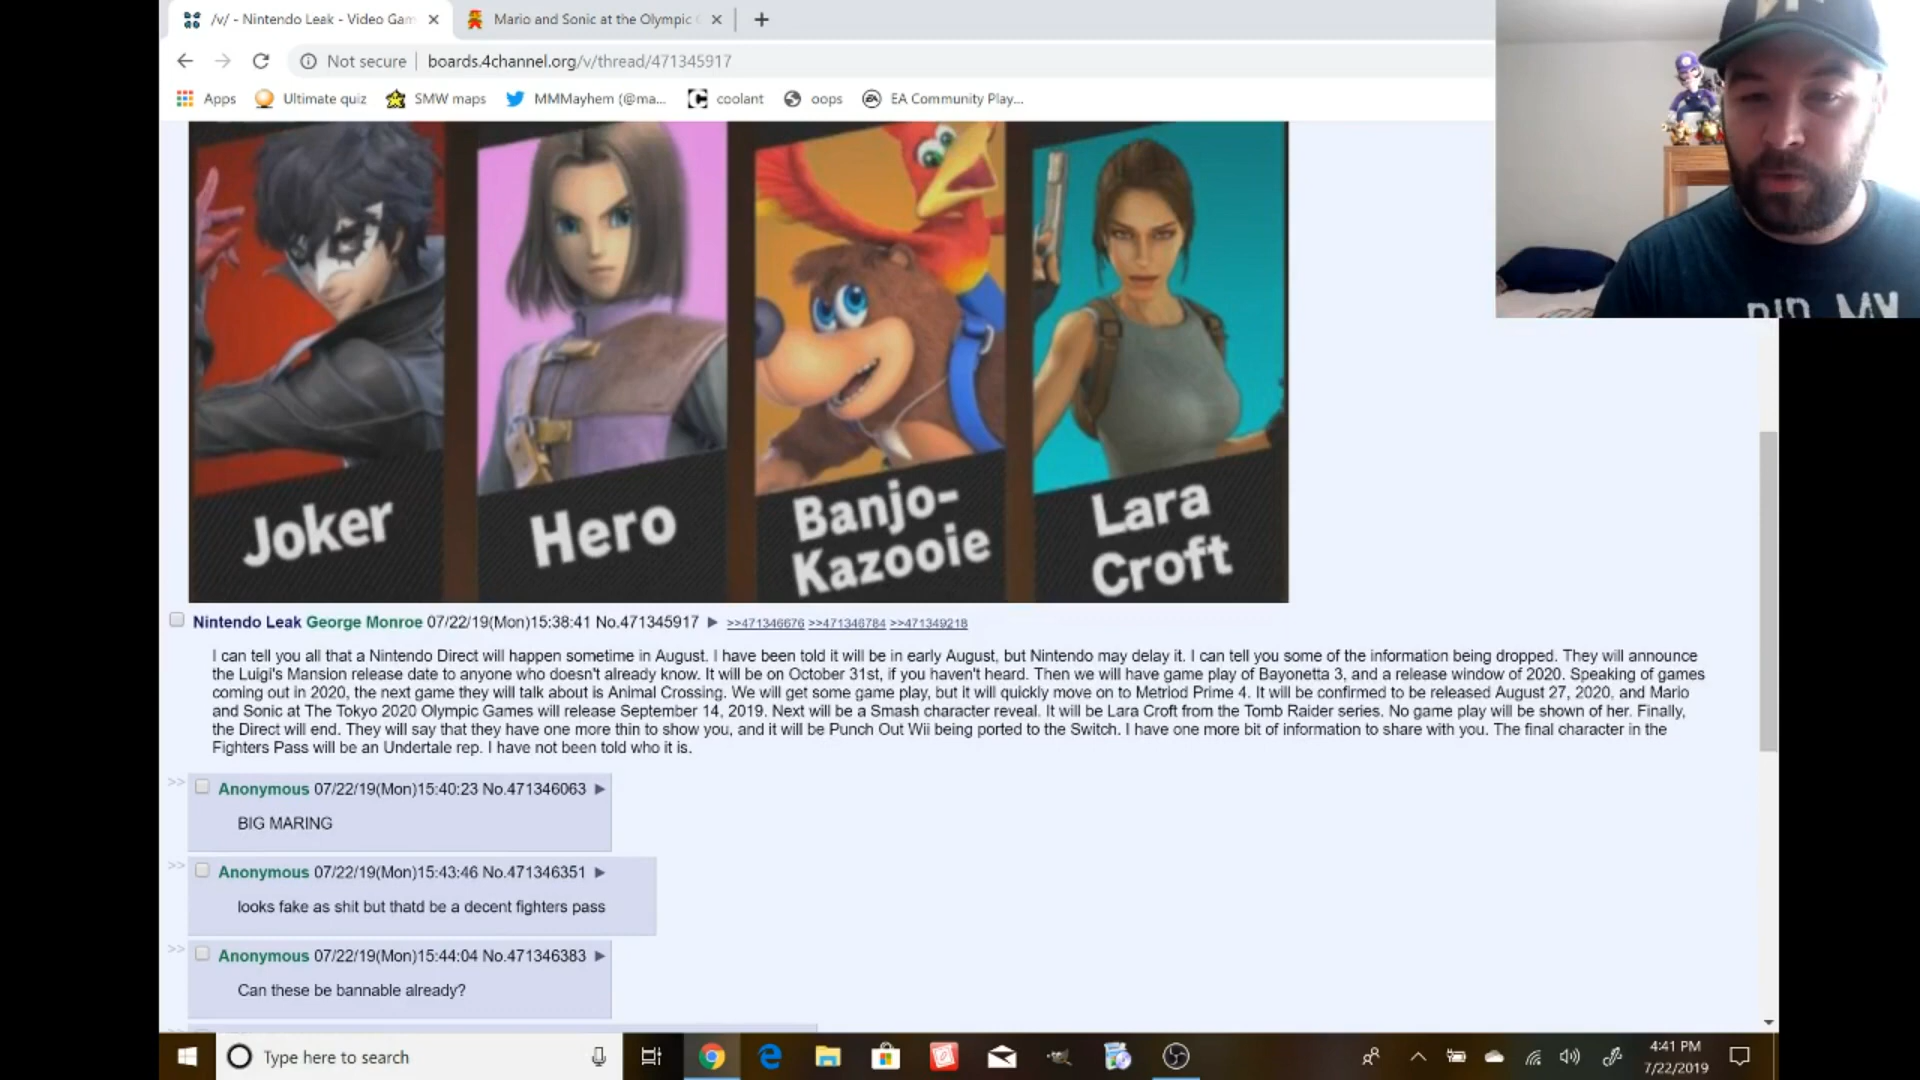 /v/ - Nintendo Leak - Video Gam
Mario and Sonic at the Olympic G
Not secure
boards.4channel.org/v/thread/471345917
Apps
Ultimate quiz
SMW maps
MMMayhem (@ma...
coolant
oops
EA Community Play...
DID MY
Joker
Hero
Banjo-
Kazooie
Lara
Croft
Nintendo Leak George Monroe 07/22/19(Mon)15:38:41 No.471345917 ▶ >>471346676 >>471346784 >>471349218
I can tell you all that a Nintendo Direct will happen sometime in August. I have been told it will be in early August, but Nintendo may delay it. I can tell you some of the information being dropped. They will announce
the Luigi's Mansion release date to anyone who doesn't already know. It will be on October 31st, if you haven't heard. Then we will have game play of Bayonetta 3, and a release window of 2020. Speaking of games
coming out in 2020, the next game they will talk about is Animal Crossing. We will get some game play, but it will quickly move on to Metriod Prime 4. It will be confirmed to be released August 27, 2020, and Mario
and Sonic at The Tokyo 2020 Olympic Games will release September 14, 2019. Next will be a Smash character reveal. It will be Lara Croft from the Tomb Raider series. No game play will be shown of her. Finally,
the Direct will end. They will say that they have one more thin to show you, and it will be Punch Out Wii being ported to the Switch. I have one more bit of information to share with you. The final character in the
Fighters Pass will be an Undertale rep. I have not been told who it is.
>> Anonymous 07/22/19(Mon)15:40:23 No.471346063 ▶
BIG MARING
>> Anonymous 07/22/19(Mon)15:43:46 No.471346351 ▶
looks fake as shit but thatd be a decent fighters pass
>> Anonymous 07/22/19(Mon)15:44:04 No.471346383 ▶
Can these be bannable already?
Type here to search
4:41 PM
7/22/2019